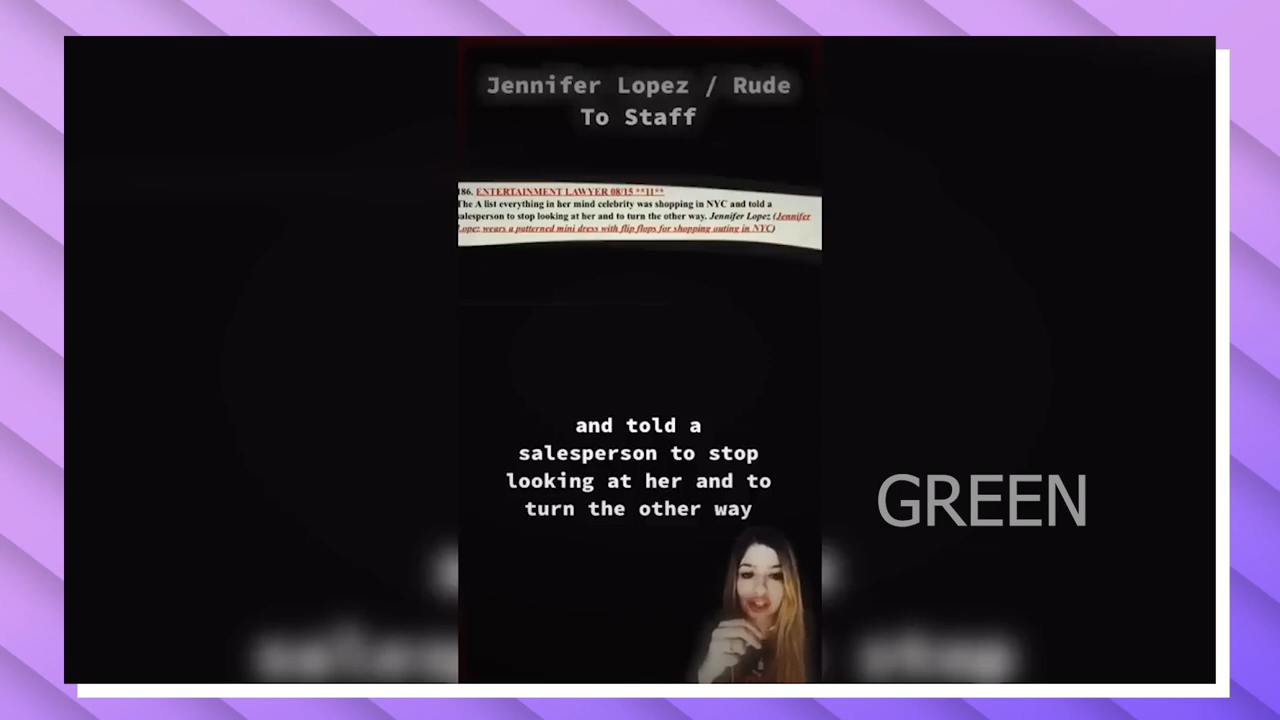 Jennifer Lopez / Rude
To Staff
186. ENTERTAINMENT LAWYER 08/15 **11**
The A list everything in her mind celebrity was shopping in NYC and told a
salesperson to stop looking at her and to turn the other way. Jennifer Lopez (Jennifer
Lopez wears a patterned mini dress with flip flops for shopping outing in NYC)
and told a
salesperson to stop
looking at her and to
turn the other way
GREEN